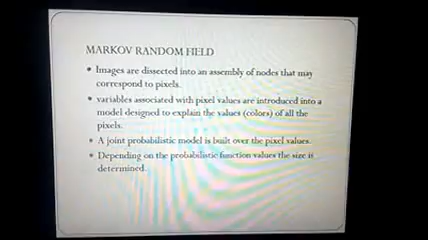 MARKOV RANDOM FIELD
Images are dissected into an assembly of nodes that may
correspond to pixels.
variables associated with pixel values are introduced into a
model designed to explain the values (colors) of all the
pixels.
A joint probabilistic model is built over the pixel values.
Depending on the probabilistic function values the size is
determined.